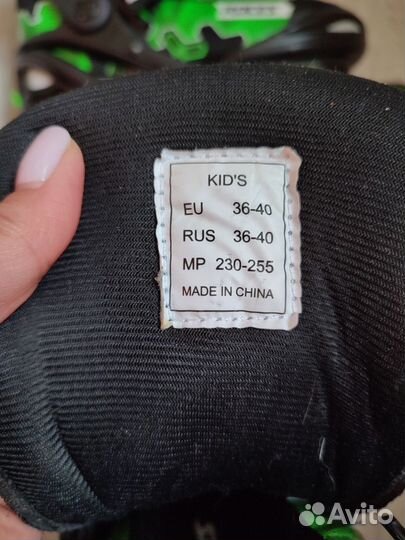 KID'S
EU 36-40
RUS 36-40
MP 230-255
MADE IN CHINA
Avito